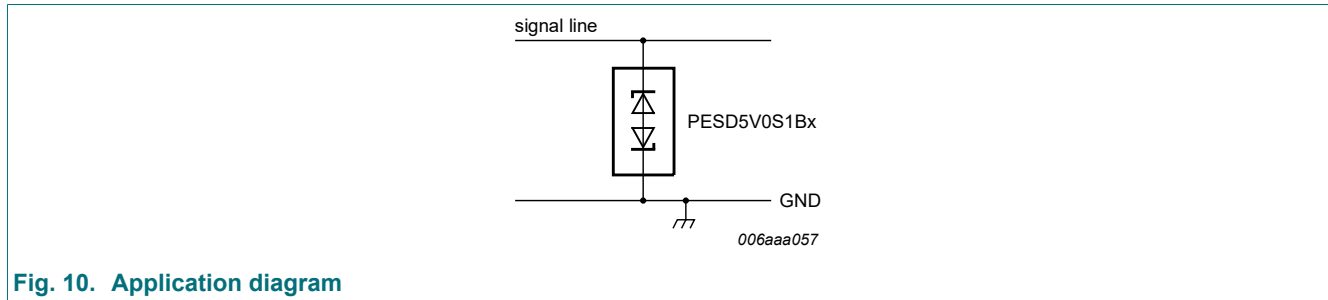 signal line
PESD5V0S1Bx
GND
006aaa057
Fig. 10. Application diagram